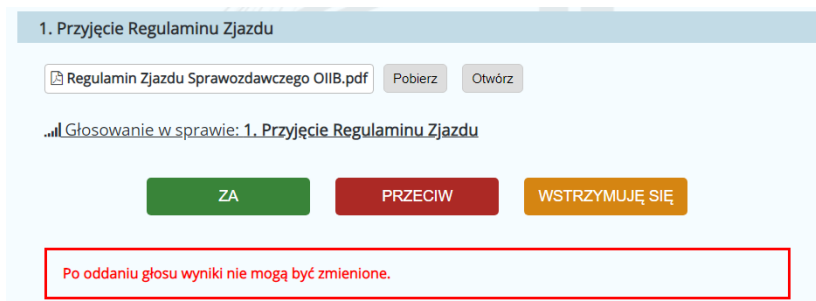 1. Przyjęcie Regulaminu Zjazdu
Regulamin Zjazdu Sprawozdawczego OIIB.pdf Pobierz Otwórz
Głosowanie w sprawie: 1. Przyjęcie Regulaminu Zjazdu
ZA PRZECIW WSTRZYMUJĘ SIĘ
Po oddaniu głosu wyniki nie mogą być zmienione.